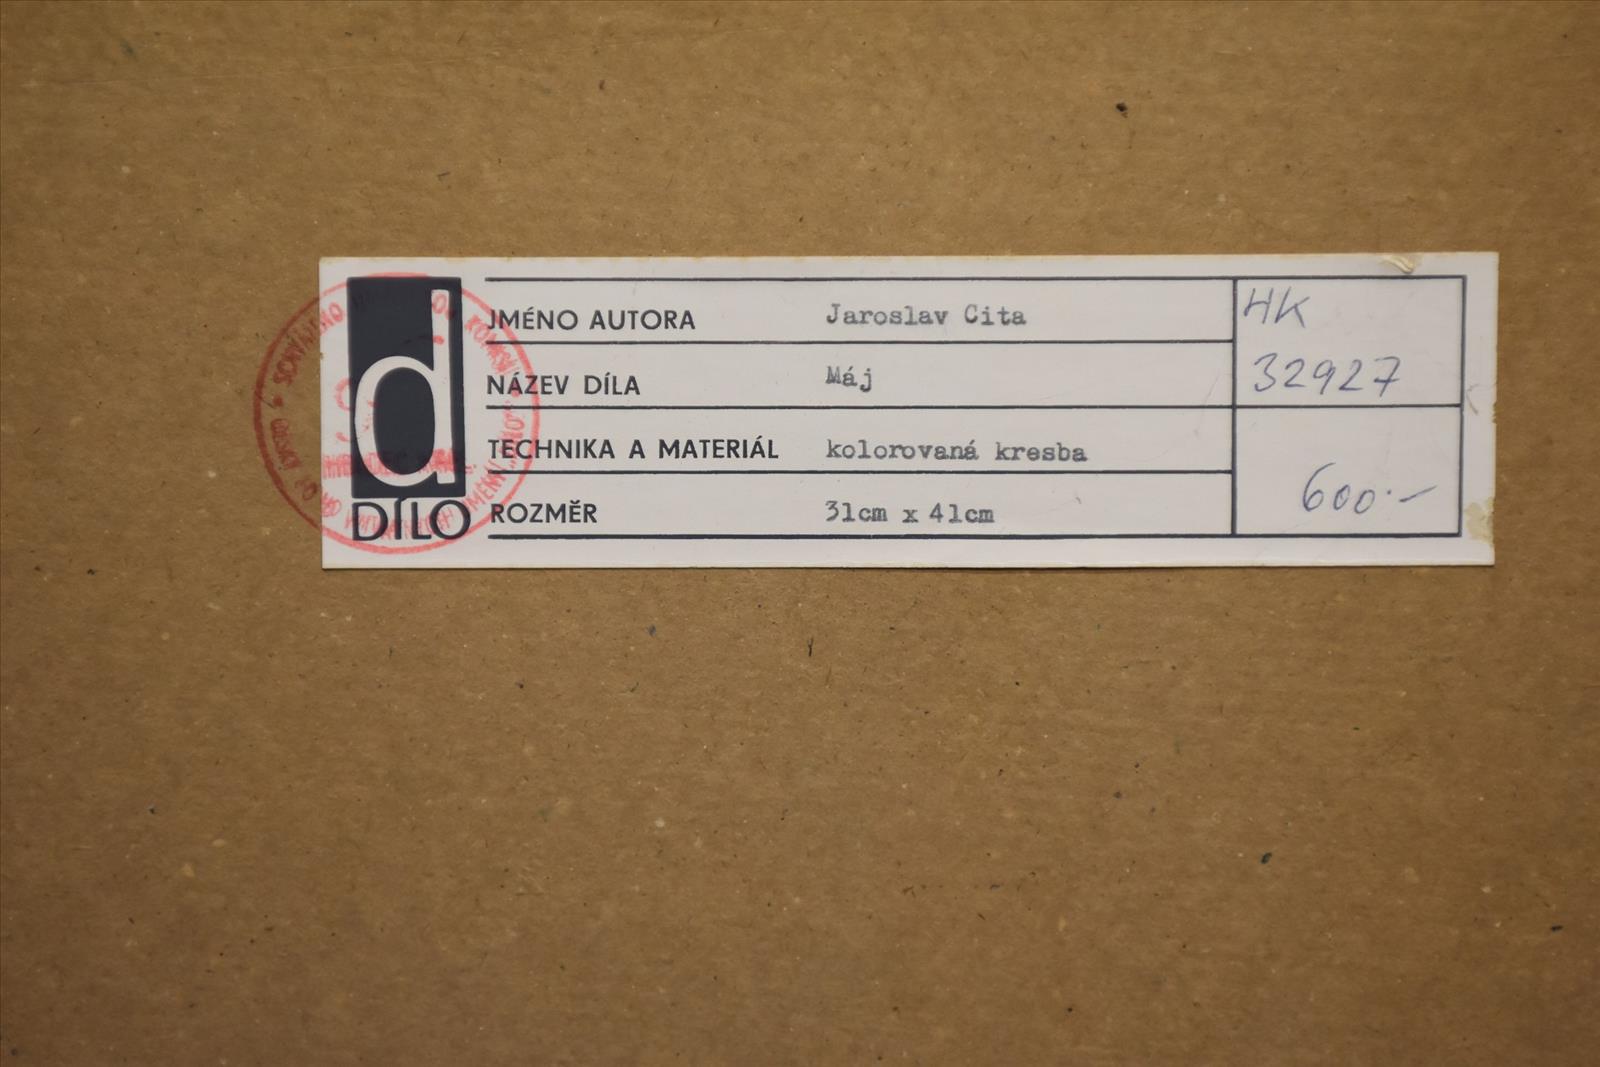 d
DÍLO
JMÉNO AUTORA Jaroslav Cita
NÁZEV DÍLA Máj
TECHNIKA A MATERIÁL kolorovaná kresba
ROZMĚR 31cm x 41cm
HK
32927
600.-